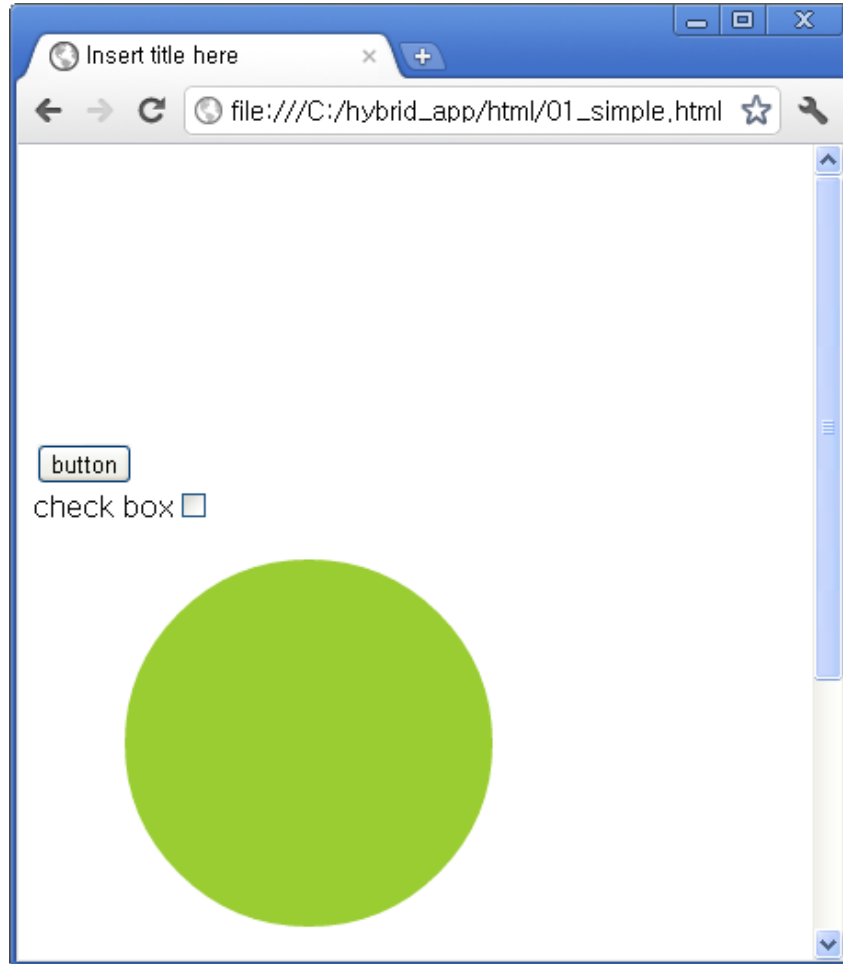 Insert title here
file:///C:/hybrid_app/html/01_simple.html
button
check box